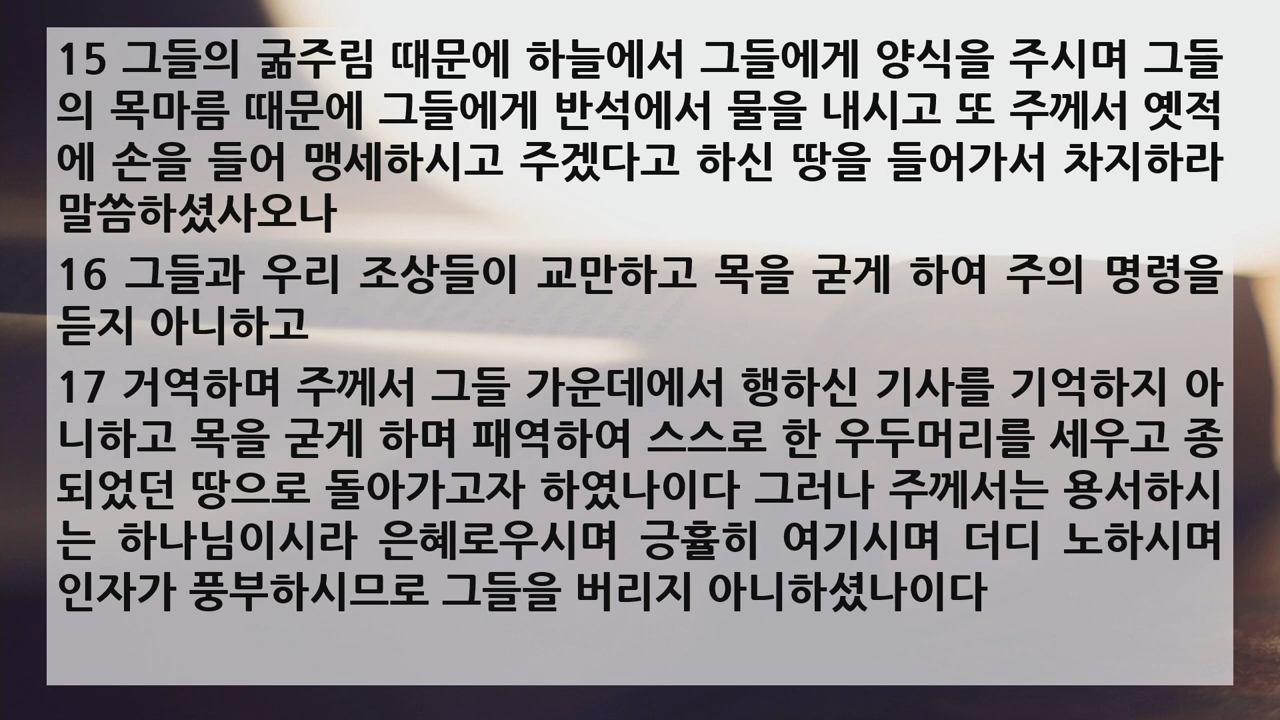 15 그들의 굶주림 때문에 하늘에서 그들에게 양식을 주시며 그들
의 목마름 때문에 그들에게 반석에서 물을 내시고 또 주께서 옛적
에 손을 들어 맹세하시고 주겠다고 하신 땅을 들어가서 차지하라
말씀하셨사오나
16 그들과 우리 조상들이 교만하고 목을 굳게 하여 주의 명령을
듣지 아니하고
17 거역하며 주께서 그들 가운데에서 행하신 기사를 기억하지 아
니하고 목을 굳게 하며 패역하여 스스로 한 우두머리를 세우고 종
되었던 땅으로 돌아가고자 하였나이다 그러나 주께서는 용서하시
는 하나님이시라 은혜로우시며 긍휼히 여기시며 더디 노하시며
인자가 풍부하시므로 그들을 버리지 아니하셨나이다